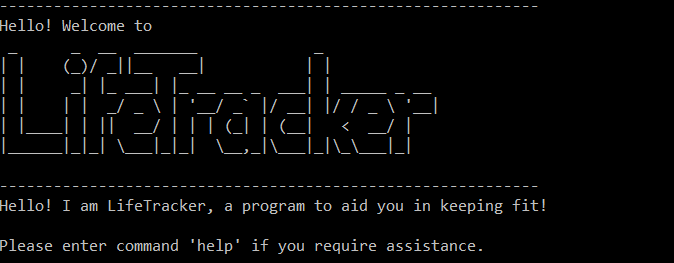 Hello! Welcome to
LifeTracker
Hello! I am LifeTracker, a program to aid you in keeping fit!
Please enter command 'help' if you require assistance.